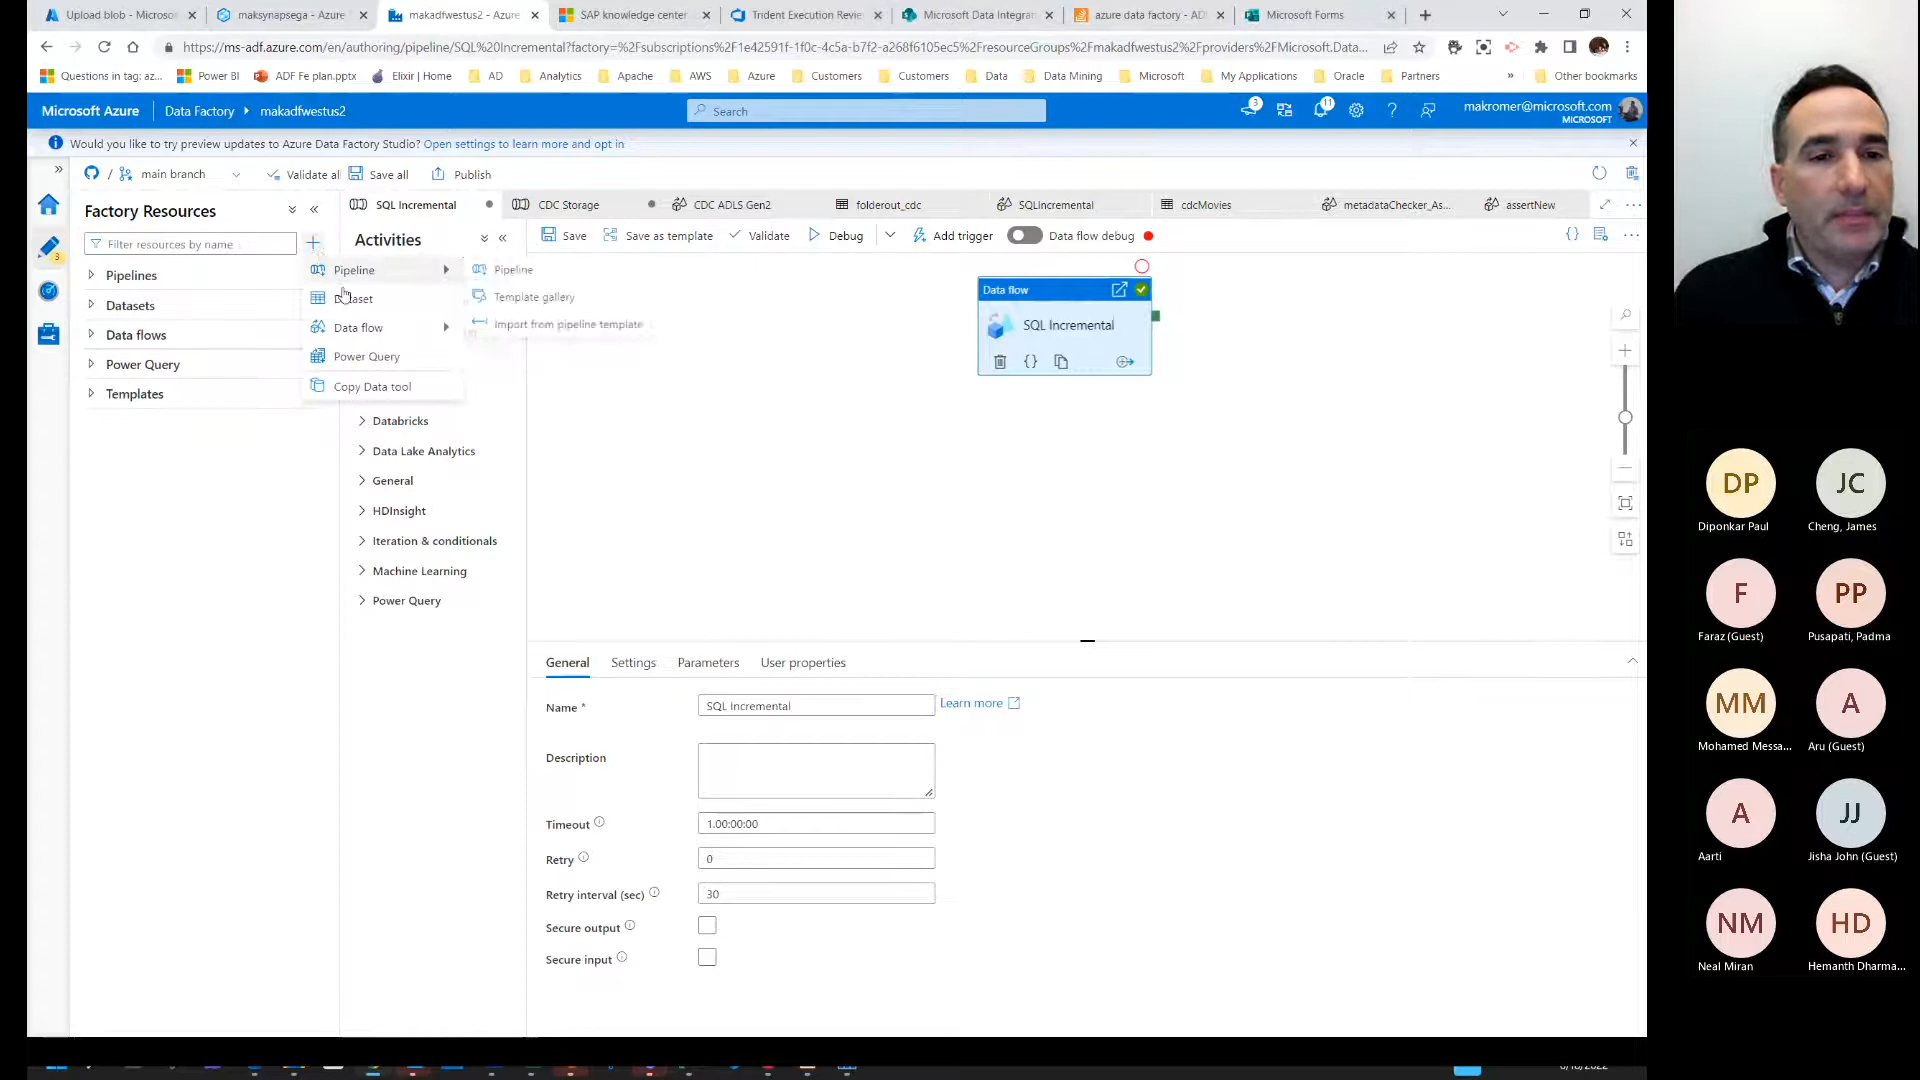 Upload blob - Microso
maksynapsega - Azure
makadfwestus2 - Azure
SAP knowledge center
Trident Execution Revie
Microsoft Data Integrat
azure data factory - AD
Microsoft Forms
https://ms-adf.azure.com/en/authoring/pipeline/SQL%20Incremental?factory=%2Fsubscriptions%2F1e42591f-1f0c-4c5a-b7f2-a268f6105ec5%2FresourceGroups%2Fmakadfwestus2%2Fproviders%2FMicrosoft.Data...
Questions in tag: az...
Power BI
ADF Fe plan.pptx
Elixir | Home
AD
Analytics
Apache
AWS
Azure
Customers
Customers
Data
Data Mining
Microsoft
My Applications
Oracle
Partners
»
Other bookmarks
Microsoft Azure
Data Factory
makadfwestus2
Search
3
11
makromer@microsoft.com
MICROSOFT
Would you like to try preview updates to Azure Data Factory Studio? Open settings to learn more and opt in
/
main branch
Validate all
Save all
Publish
Factory Resources
SQL Incremental
CDC Storage
CDC ADLS Gen2
folderout_cdc
SQLIncremental
cdcMovies
metadataChecker_As...
assertNew
Filter resources by name
Activities
Save
Save as template
Validate
Debug
Add trigger
Data flow debug
3
Pipelines
Datasets
Data flows
Power Query
Templates
Pipeline
Data flow
Power Query
Copy Data tool
Pipeline
Template gallery
Import from pipeline template
Databricks
Data Lake Analytics
General
HDInsight
Iteration & conditionals
Machine Learning
Power Query
Data flow
SQL Incremental
General
Settings
Parameters
User properties
Name *
SQL Incremental
Learn more
Description
Timeout
1.00:00:00
Retry
0
Retry interval (sec)
30
Secure output
Secure input
DP
Diponkar Paul
JC
Cheng, James
F
Faraz (Guest)
PP
Pusapati, Padma
MM
Mohamed Messa...
A
Aru (Guest)
A
Aarti
JJ
Jisha John (Guest)
NM
Neal Miran
HD
Hemanth Dharma...